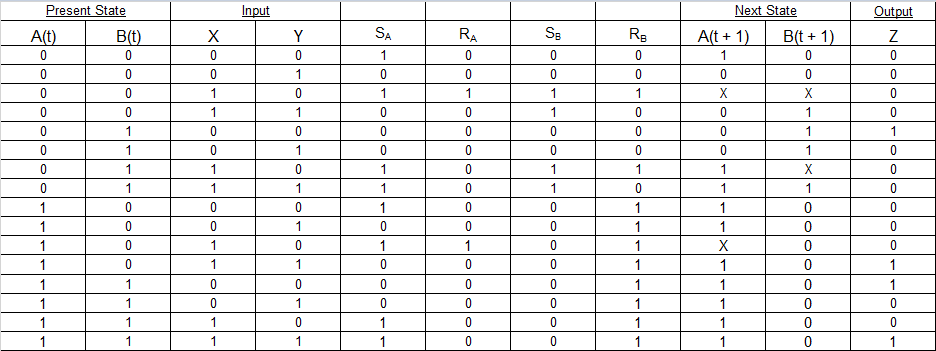 Present State Input Next State Output
A(t) B(t) X Y SA RA SB RB A(t + 1) B(t + 1) Z
0 0 0 0 1 0 0 0 1 0 0
0 0 0 1 0 0 0 0 0 0 0
0 0 1 0 1 1 1 1 X X 0
0 0 1 1 0 0 1 0 0 1 0
0 1 0 0 0 0 0 0 0 1 1
0 1 0 1 0 0 0 0 0 1 0
0 1 1 0 1 0 1 1 1 X 0
0 1 1 1 1 0 1 0 1 1 0
1 0 0 0 1 0 0 1 1 0 0
1 0 0 1 0 0 0 1 1 0 0
1 0 1 0 1 1 0 1 X 0 0
1 0 1 1 0 0 0 1 1 0 1
1 1 0 0 0 0 0 1 1 0 1
1 1 0 1 0 0 0 1 1 0 0
1 1 1 0 1 0 0 1 1 0 0
1 1 1 1 1 0 0 1 1 0 1